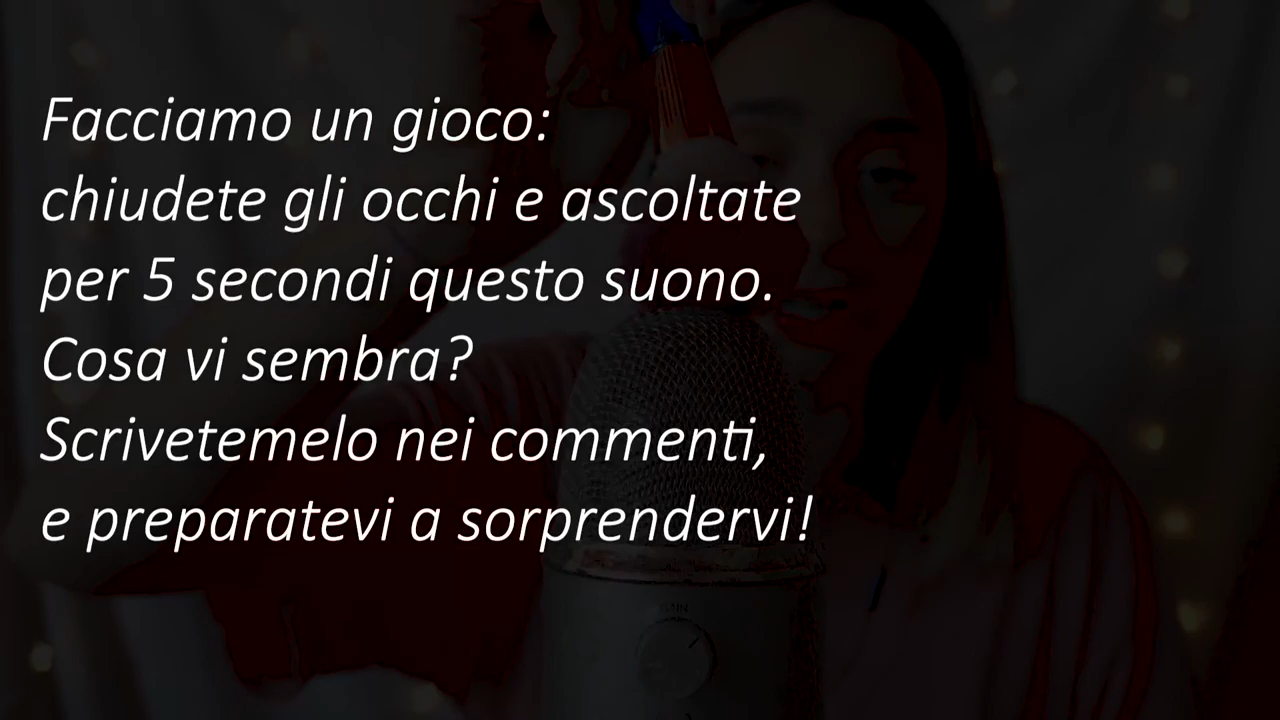 Facciamo un gioco:
chiudete gli occhi e ascoltate
per 5 secondi questo suono.
Cosa vi sembra?
Scrivetemelo nei commenti,
e preparatevi a sorprendervi!
GAIN